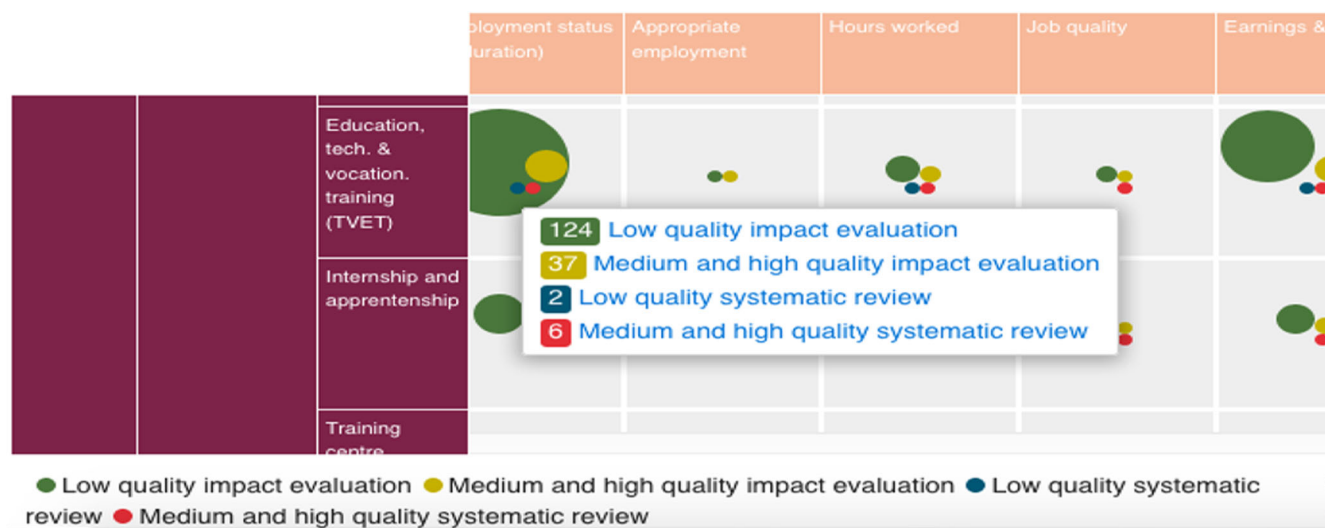 ployment status
duration)
Appropriate
employment
Hours worked
Job quality
Earnings &
Education,
tech. &
vocation.
training
(TVET)
124 Low quality impact evaluation
37 Medium and high quality impact evaluation
2 Low quality systematic review
6 Medium and high quality systematic review
Internship and
apprentenship
Training
centre
Low quality impact evaluation Medium and high quality impact evaluation Low quality systematic
review Medium and high quality systematic review